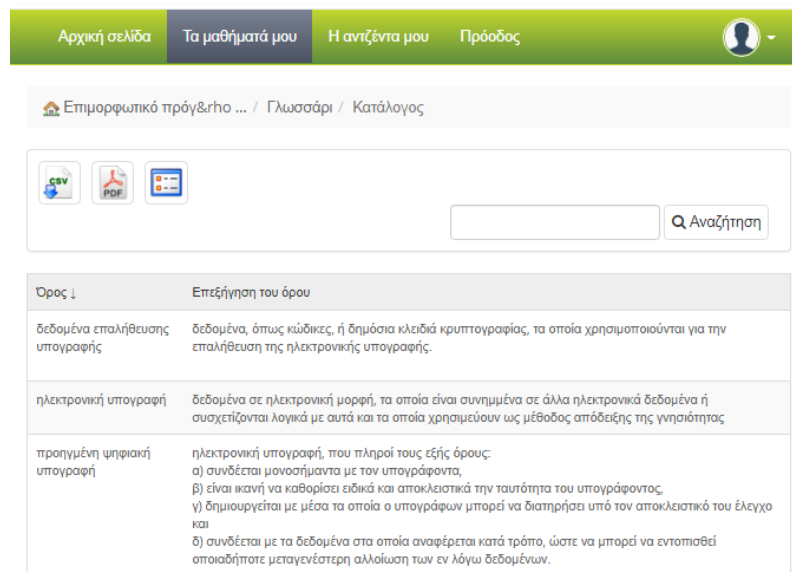 Αρχική σελίδα Τα μαθήματά μου Η αντζέντα μου Πρόοδος
Επιμορφωτικό πρόγ&rho ... / Γλωσσάρι / Κατάλογος
CSV PDF
Αναζήτηση
Όρος ↓ Επεξήγηση του όρου
δεδομένα επαλήθευσης δεδομένα, όπως κώδικες, ή δημόσια κλειδιά κρυπτογραφίας, τα οποία χρησιμοποιούνται για την
υπογραφής επαλήθευση της ηλεκτρονικής υπογραφής.
ηλεκτρονική υπογραφή δεδομένα σε ηλεκτρονική μορφή, τα οποία είναι συνημμένα σε άλλα ηλεκτρονικά δεδομένα ή
συσχετίζονται λογικά με αυτά και τα οποία χρησιμεύουν ως μέθοδος απόδειξης της γνησιότητας
προηγμένη ψηφιακή ηλεκτρονική υπογραφή, που πληροί τους εξής όρους:
υπογραφή α) συνδέεται μονοσήμαντα με τον υπογράφοντα,
β) είναι ικανή να καθορίσει ειδικά και αποκλειστικά την ταυτότητα του υπογράφοντος,
γ) δημιουργείται με μέσα τα οποία ο υπογράφων μπορεί να διατηρήσει υπό τον αποκλειστικό του έλεγχο
και
δ) συνδέεται με τα δεδομένα στα οποία αναφέρεται κατά τρόπο, ώστε να μπορεί να εντοπισθεί
οποιαδήποτε μεταγενέστερη αλλοίωση των εν λόγω δεδομένων.